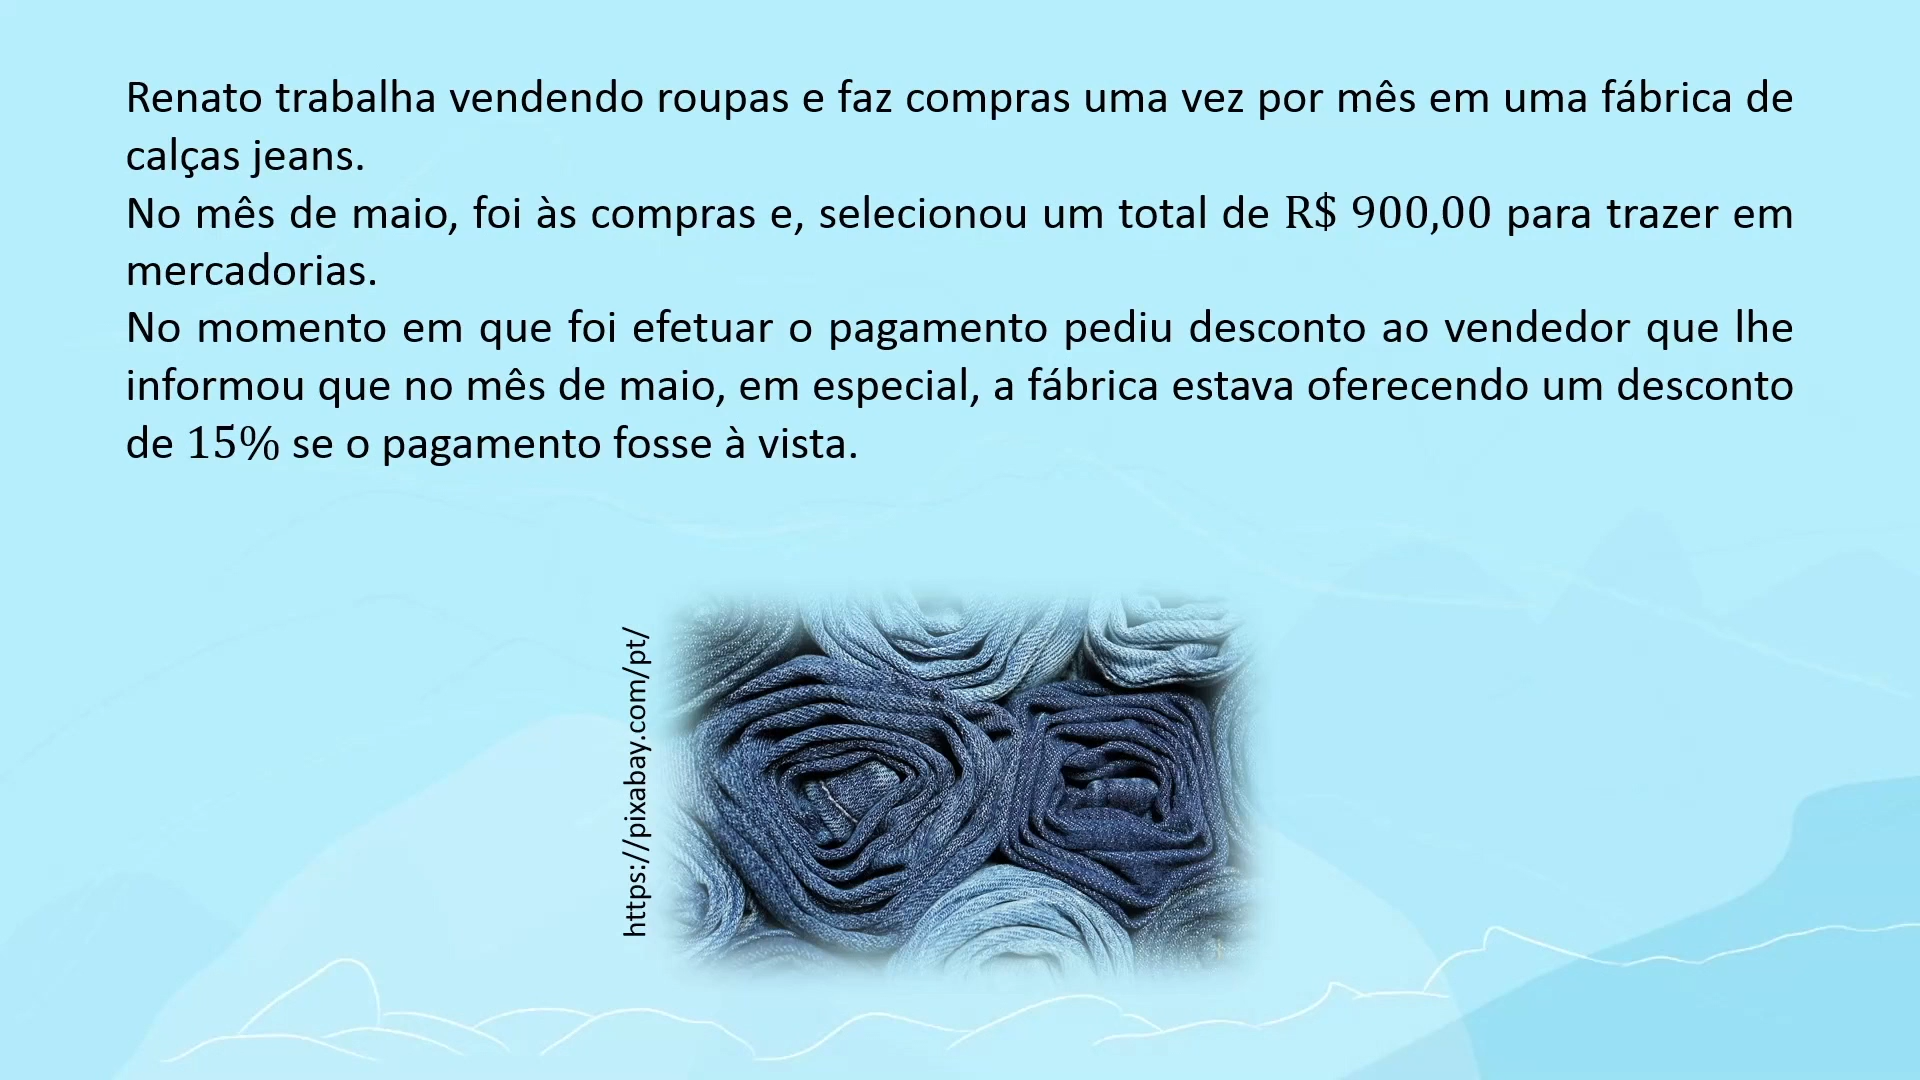 Renato trabalha vendendo roupas e faz compras uma vez por mês em uma fábrica de
calças jeans.
No mês de maio, foi às compras e, selecionou um total de R$ 900,00 para trazer em
mercadorias.
No momento em que foi efetuar o pagamento pediu desconto ao vendedor que lhe
informou que no mês de maio, em especial, a fábrica estava oferecendo um desconto
de 15% se o pagamento fosse à vista.
https://pixabay.com/pt/